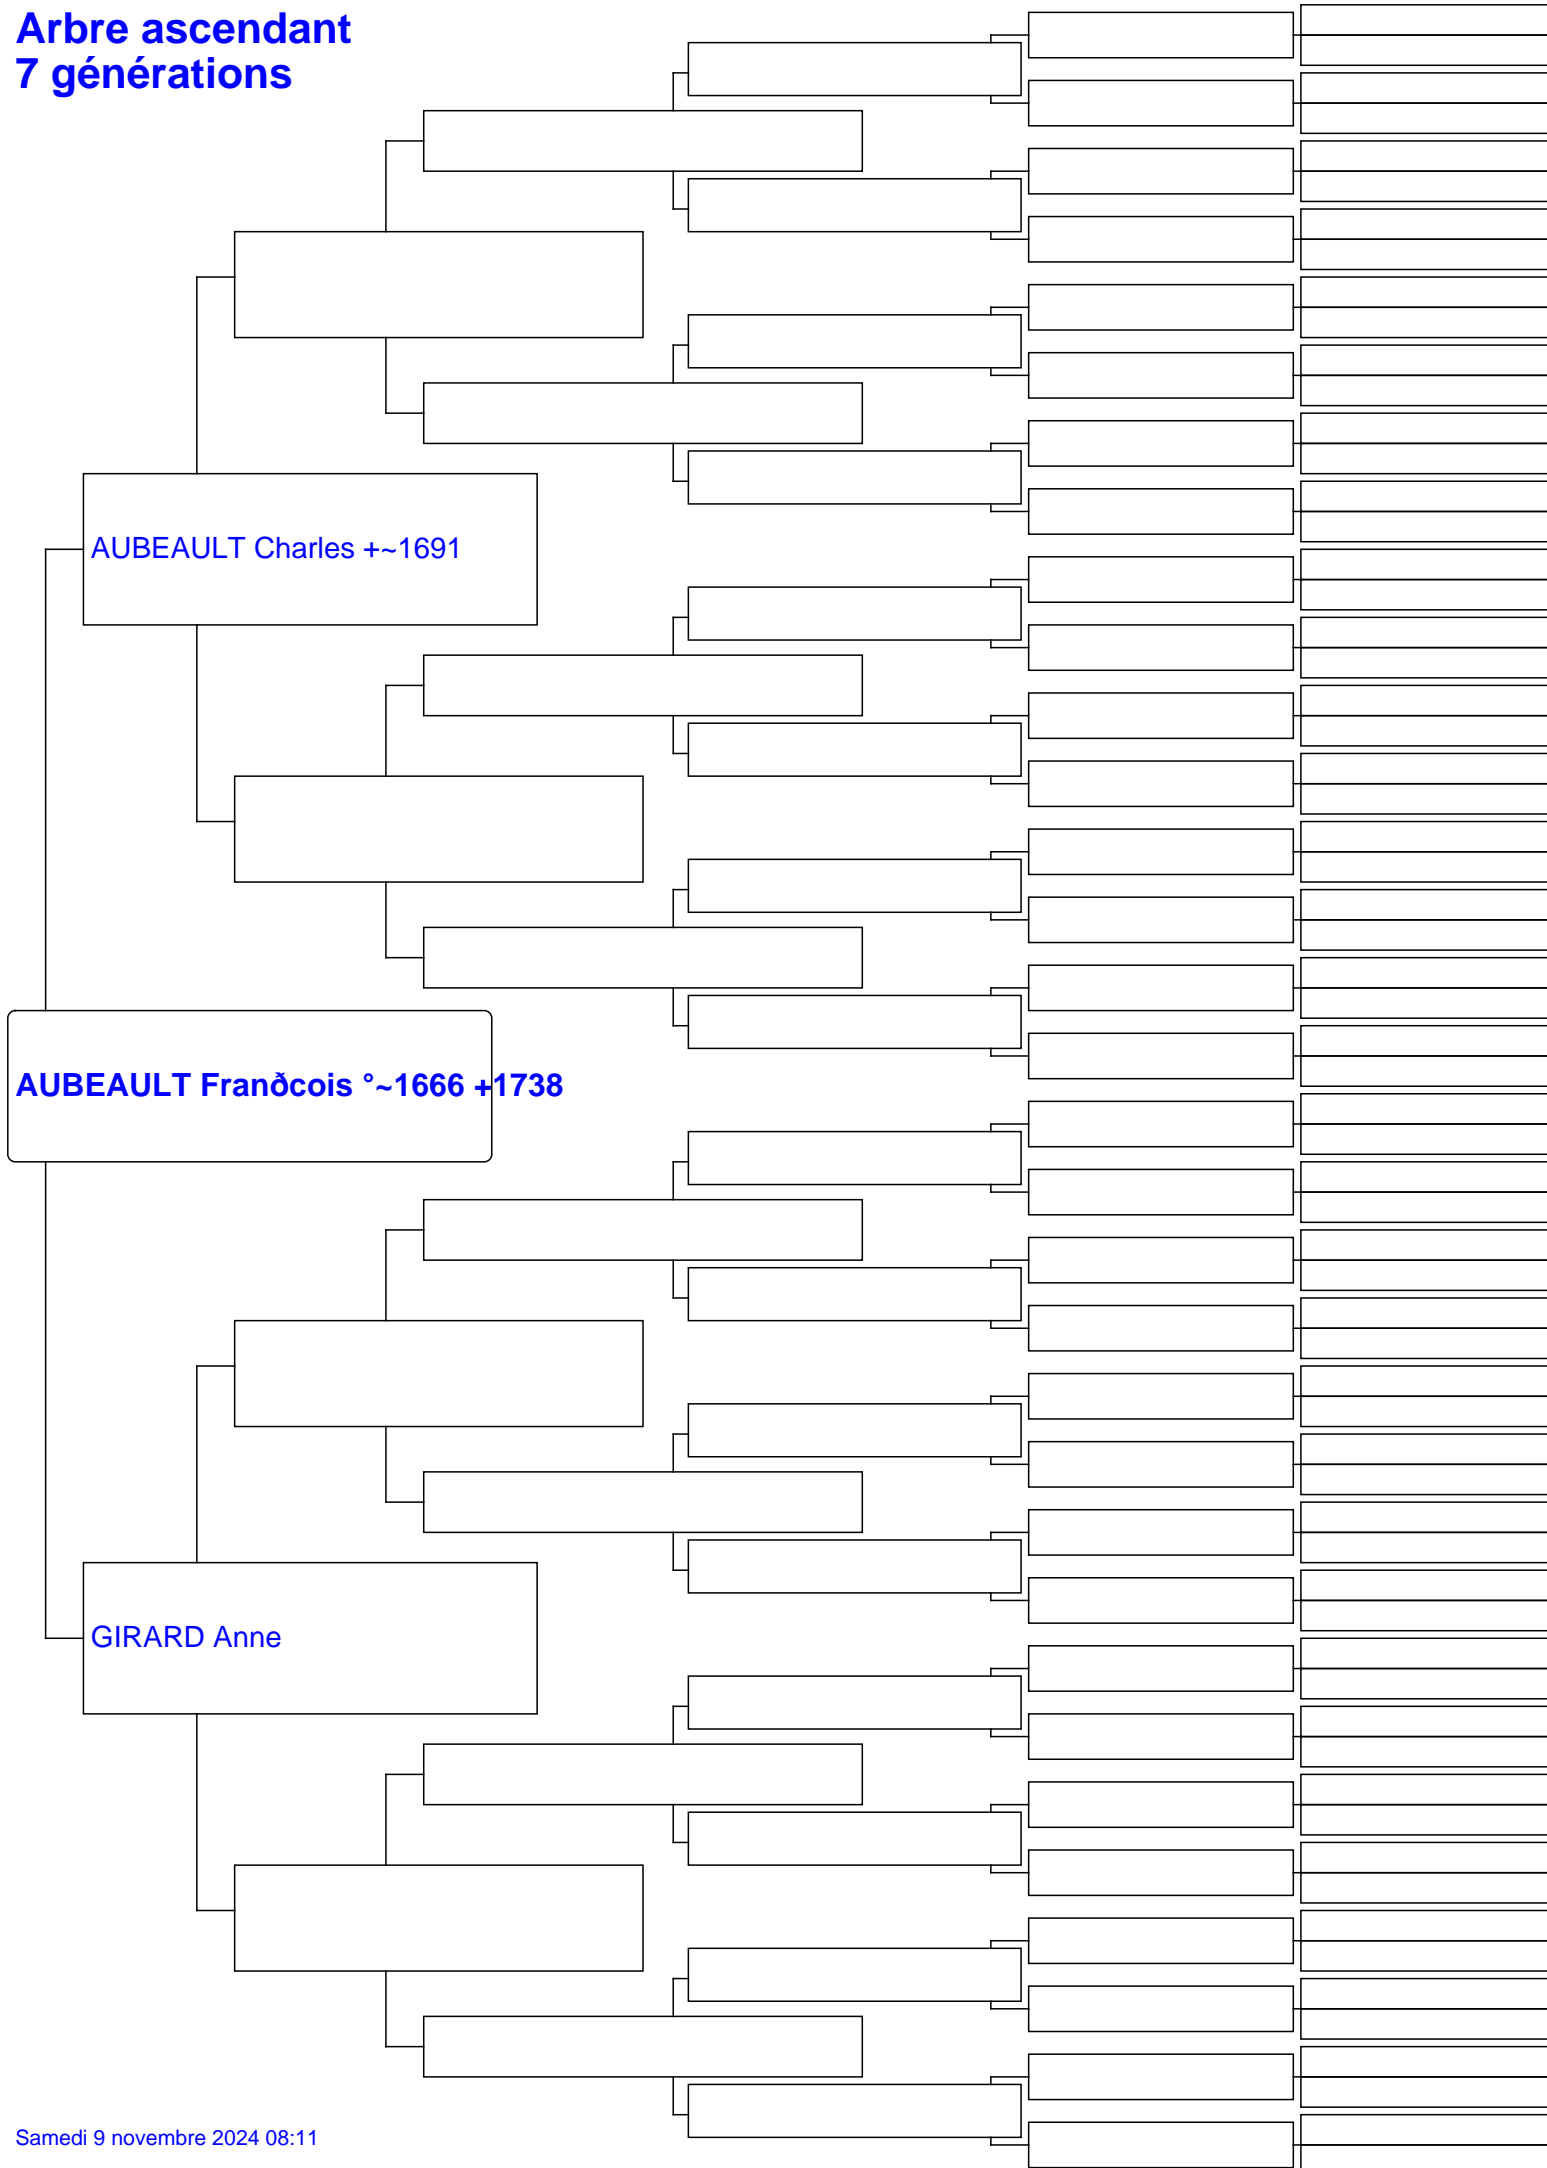 Arbre ascendant
7 générations
AUBEAULT Charles +~1691
AUBEAULT Franðcois °~1666 +1738
GIRARD Anne
Samedi 9 novembre 2024 08:11